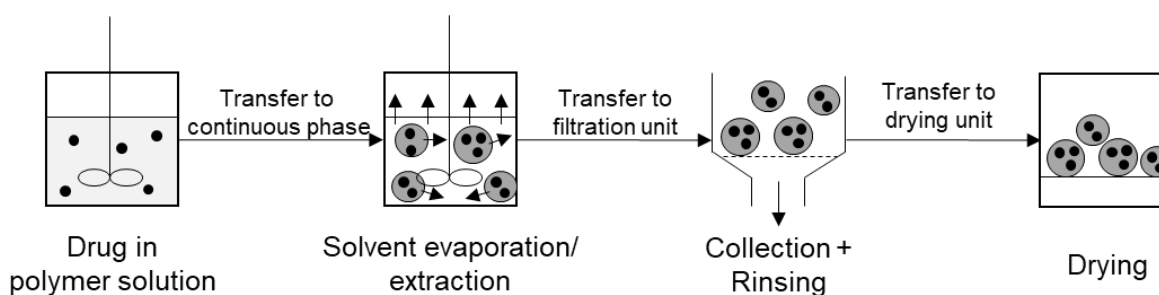 Transfer to
continuous phase
Transfer to
filtration unit
Transfer to
drying unit
Drug in
polymer solution
Solvent evaporation/
extraction
Collection +
Rinsing
Drying